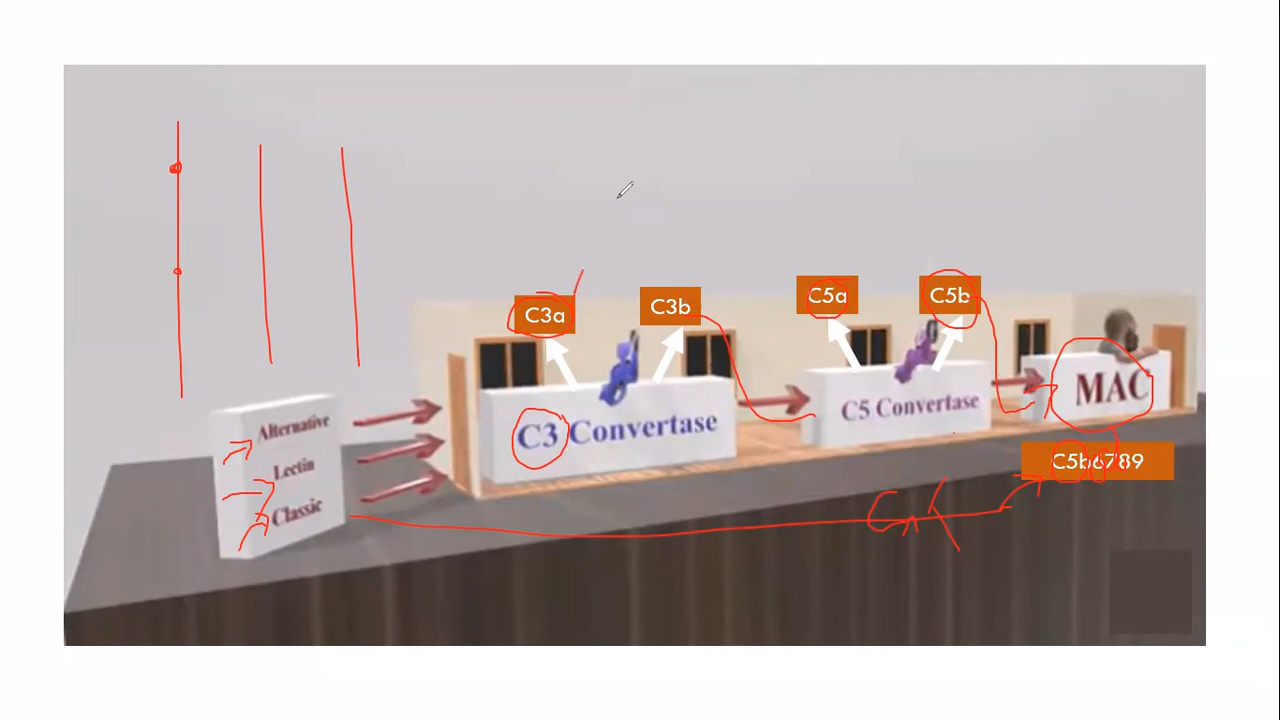 C5a
C5b
C3b
C3a
Alternative
Lectin
Classic
C3 Convertase
C5 Convertase
MAC
C5b6789